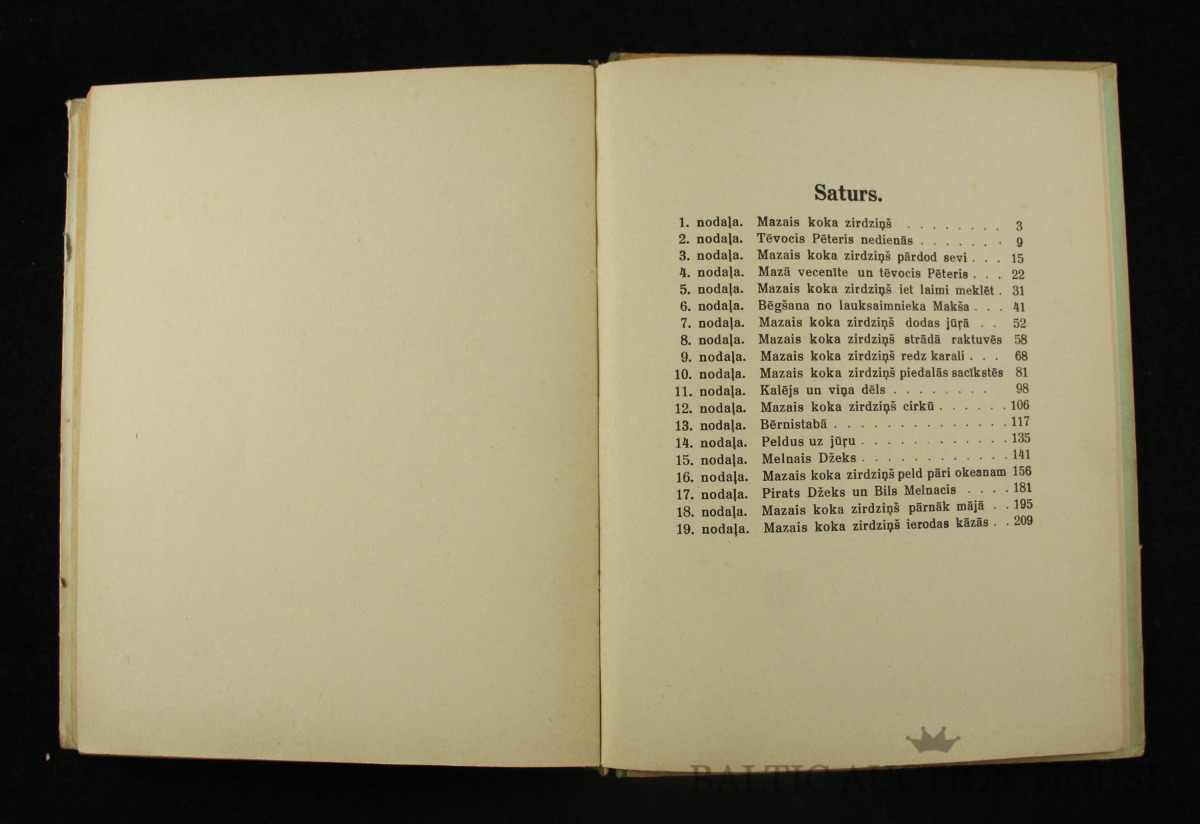 Saturs.
1. nodaļa. Mazais koka zirdziņš . . . . . . . . 3
2. nodaļa. Tēvocis Pēteris nedienās . . . . . . . 9
3. nodaļa. Mazais koka zirdziņš pārdod sevi . . . 15
4. nodaļa. Mazā vecenīte un tēvocis Pēteris . . . 22
5. nodaļa. Mazais koka zirdziņš iet laimi meklēt . 31
6. nodaļa. Bēgšana no lauksaimnieka Makša . . . 41
7. nodaļa. Mazais koka zirdziņš dodas jūŗā . . 52
8. nodaļa. Mazais koka zirdziņš strādā raktuvēs 58
9. nodaļa. Mazais koka zirdziņš redz karali . . . 68
10. nodaļa. Mazais koka zirdziņš piedalās sacīkstēs 81
11. nodaļa. Kalējs un viņa dēls . . . . . . . . 98
12. nodaļa. Mazais koka zirdziņš cirkū . . . . . . 106
13. nodaļa. Bērnistabā . . . . . . . . . . . . . . 117
14. nodaļa. Peldus uz jūŗu . . . . . . . . . . . . 135
15. nodaļa. Melnais Džeks . . . . . . . . . . . . 141
16. nodaļa. Mazais koka zirdziņš peld pāri okeanam 156
17. nodaļa. Pirats Džeks un Bils Melnacis . . . . 181
18. nodaļa. Mazais koka zirdziņš pārnāk mājā . . 195
19. nodaļa. Mazais koka zirdziņš ierodas kāzās . . 209
BALTIC AUCTION HOUSE